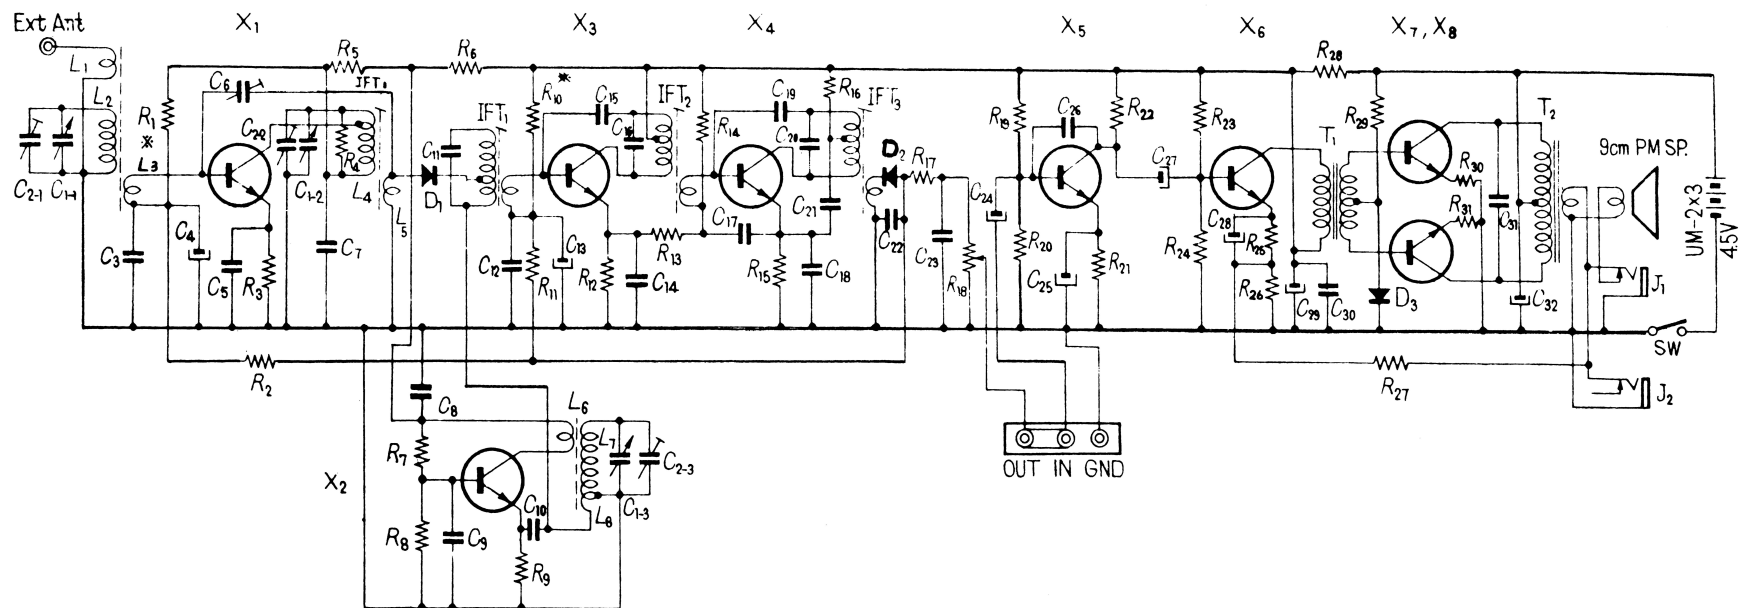 Ext Ant
X1
X3
X4
X5
X6
X7, X8
L1
L2
C2-1
C1-1
R1
※
L3
C3
C4
C6
C5
R3
C2-2
C1-2
R4
R5
IFT0
L4
L5
C7
R6
D1
C11
IFT1
R10
※
C12
R11
C13
C15
C16
IFT2
R12
R13
C14
R14
C17
C19
C20
R15
C18
R16
C21
IFT3
D2
R17
C22
C23
R18
C24
R19
R20
C25
C26
R21
R22
C27
R23
R24
C28
R25
R26
C29
C30
T1
R28
R29
D3
R30
R31
C31
T2
C32
9cm PM SP.
UM-2×3
4.5V
J1
SW
J2
R27
R2
C8
R7
X2
R8
C9
C10
R9
L6
L7
L8
C2-3
C1-3
OUT IN GND